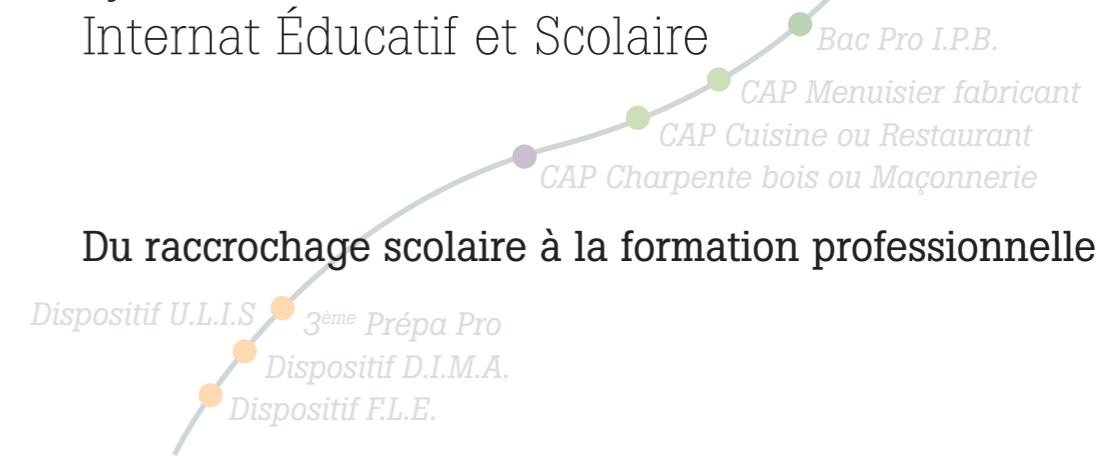 Internat Éducatif et Scolaire
Bac Pro I.P.B.
CAP Menuisier fabricant
CAP Cuisine ou Restaurant
CAP Charpente bois ou Maçonnerie
Du raccrochage scolaire à la formation professionnelle
Dispositif U.L.I.S
3ème Prépa Pro
Dispositif D.I.M.A.
Dispositif F.L.E.